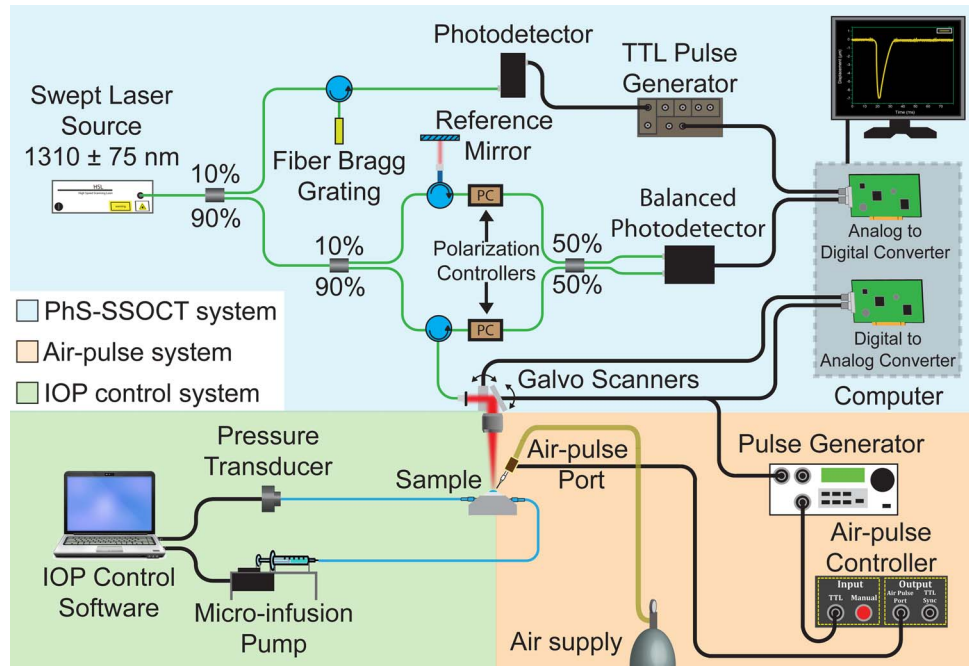 Swept Laser
Source
1310 ± 75 nm
HSL
10%
90%
Fiber Bragg
Grating
Photodetector
Reference
Mirror
TTL Pulse
Generator
10%
90%
PC
Polarization
Controllers
PC
50%
50%
Balanced
Photodetector
Analog to
Digital Converter
Digital to
Analog Converter
Computer
Galvo Scanners
PhS-SSOCT system
Air-pulse system
IOP control system
Pressure
Transducer
Sample
Air-pulse
Port
IOP Control
Software
Micro-infusion
Pump
Air supply
Pulse Generator
Air-pulse
Controller
Input
TTL
Manual
Output
Air Pulse
Port
TTL
Sync